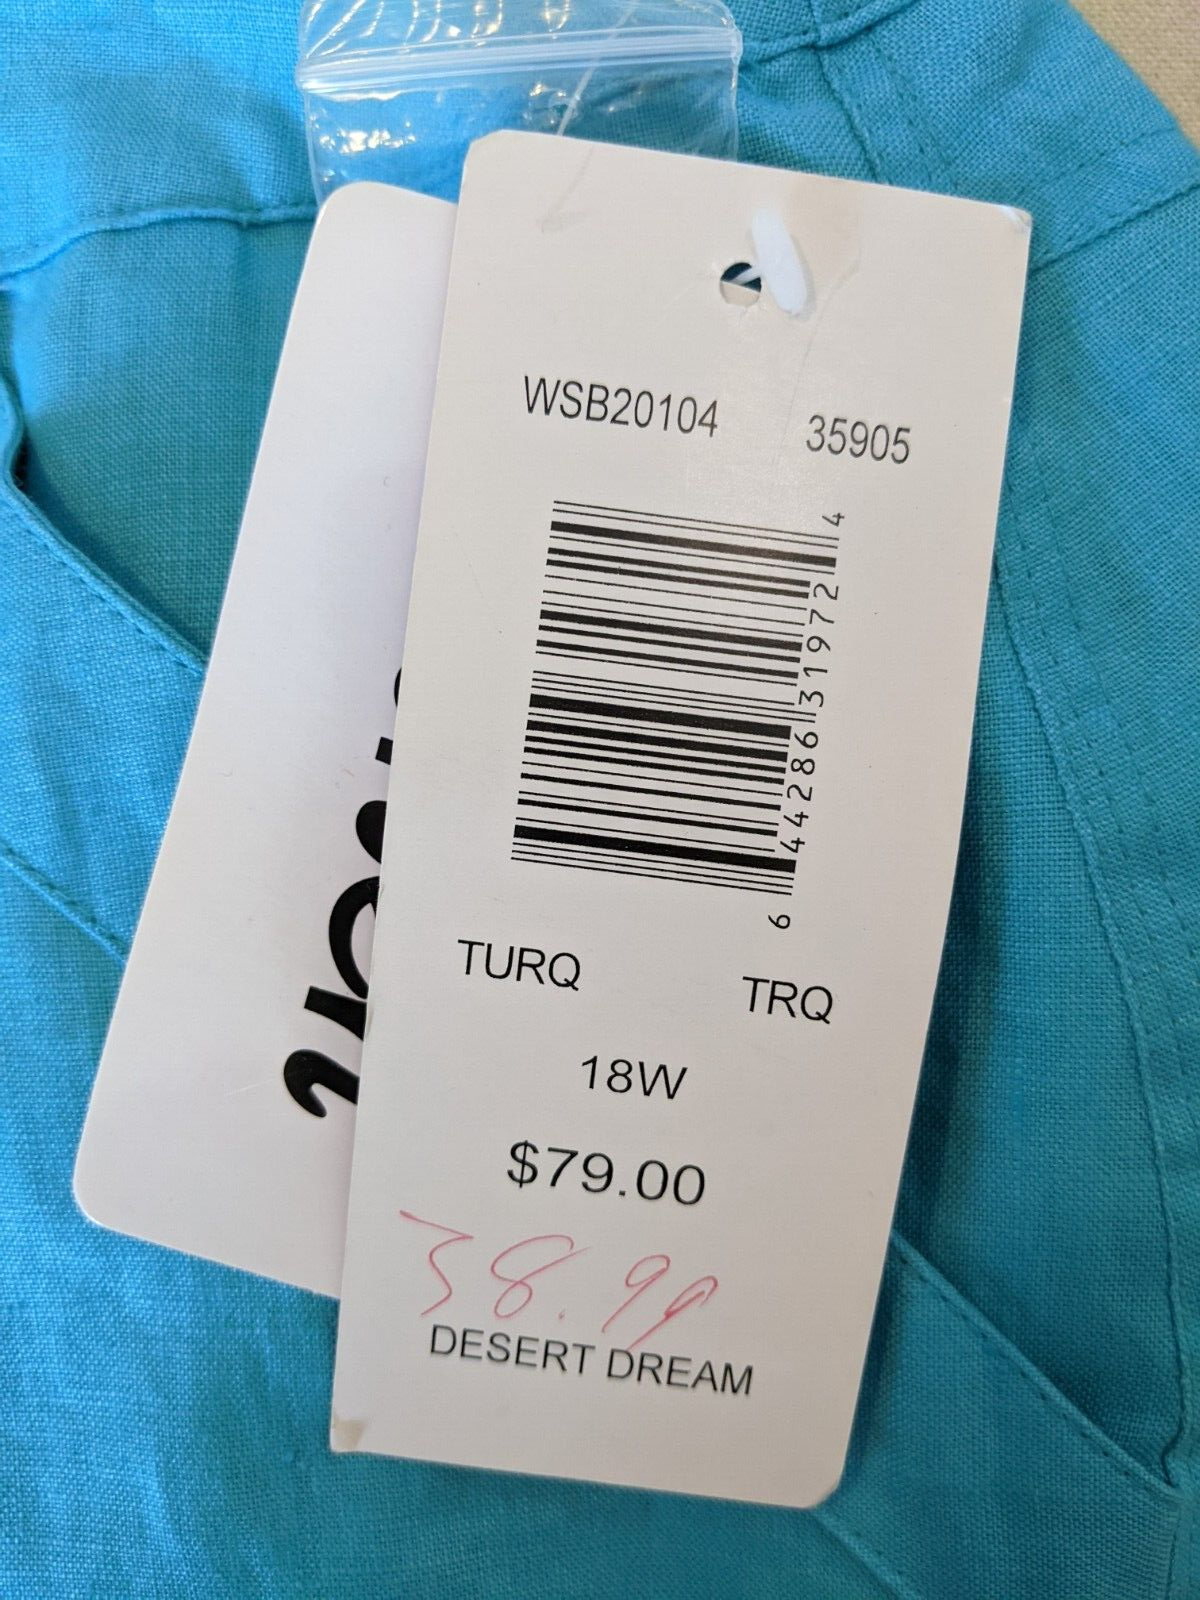 WSB20104 35905
6 44286 31972 4
TURQ TRQ
18W
$79.00
38.99
DESERT DREAM